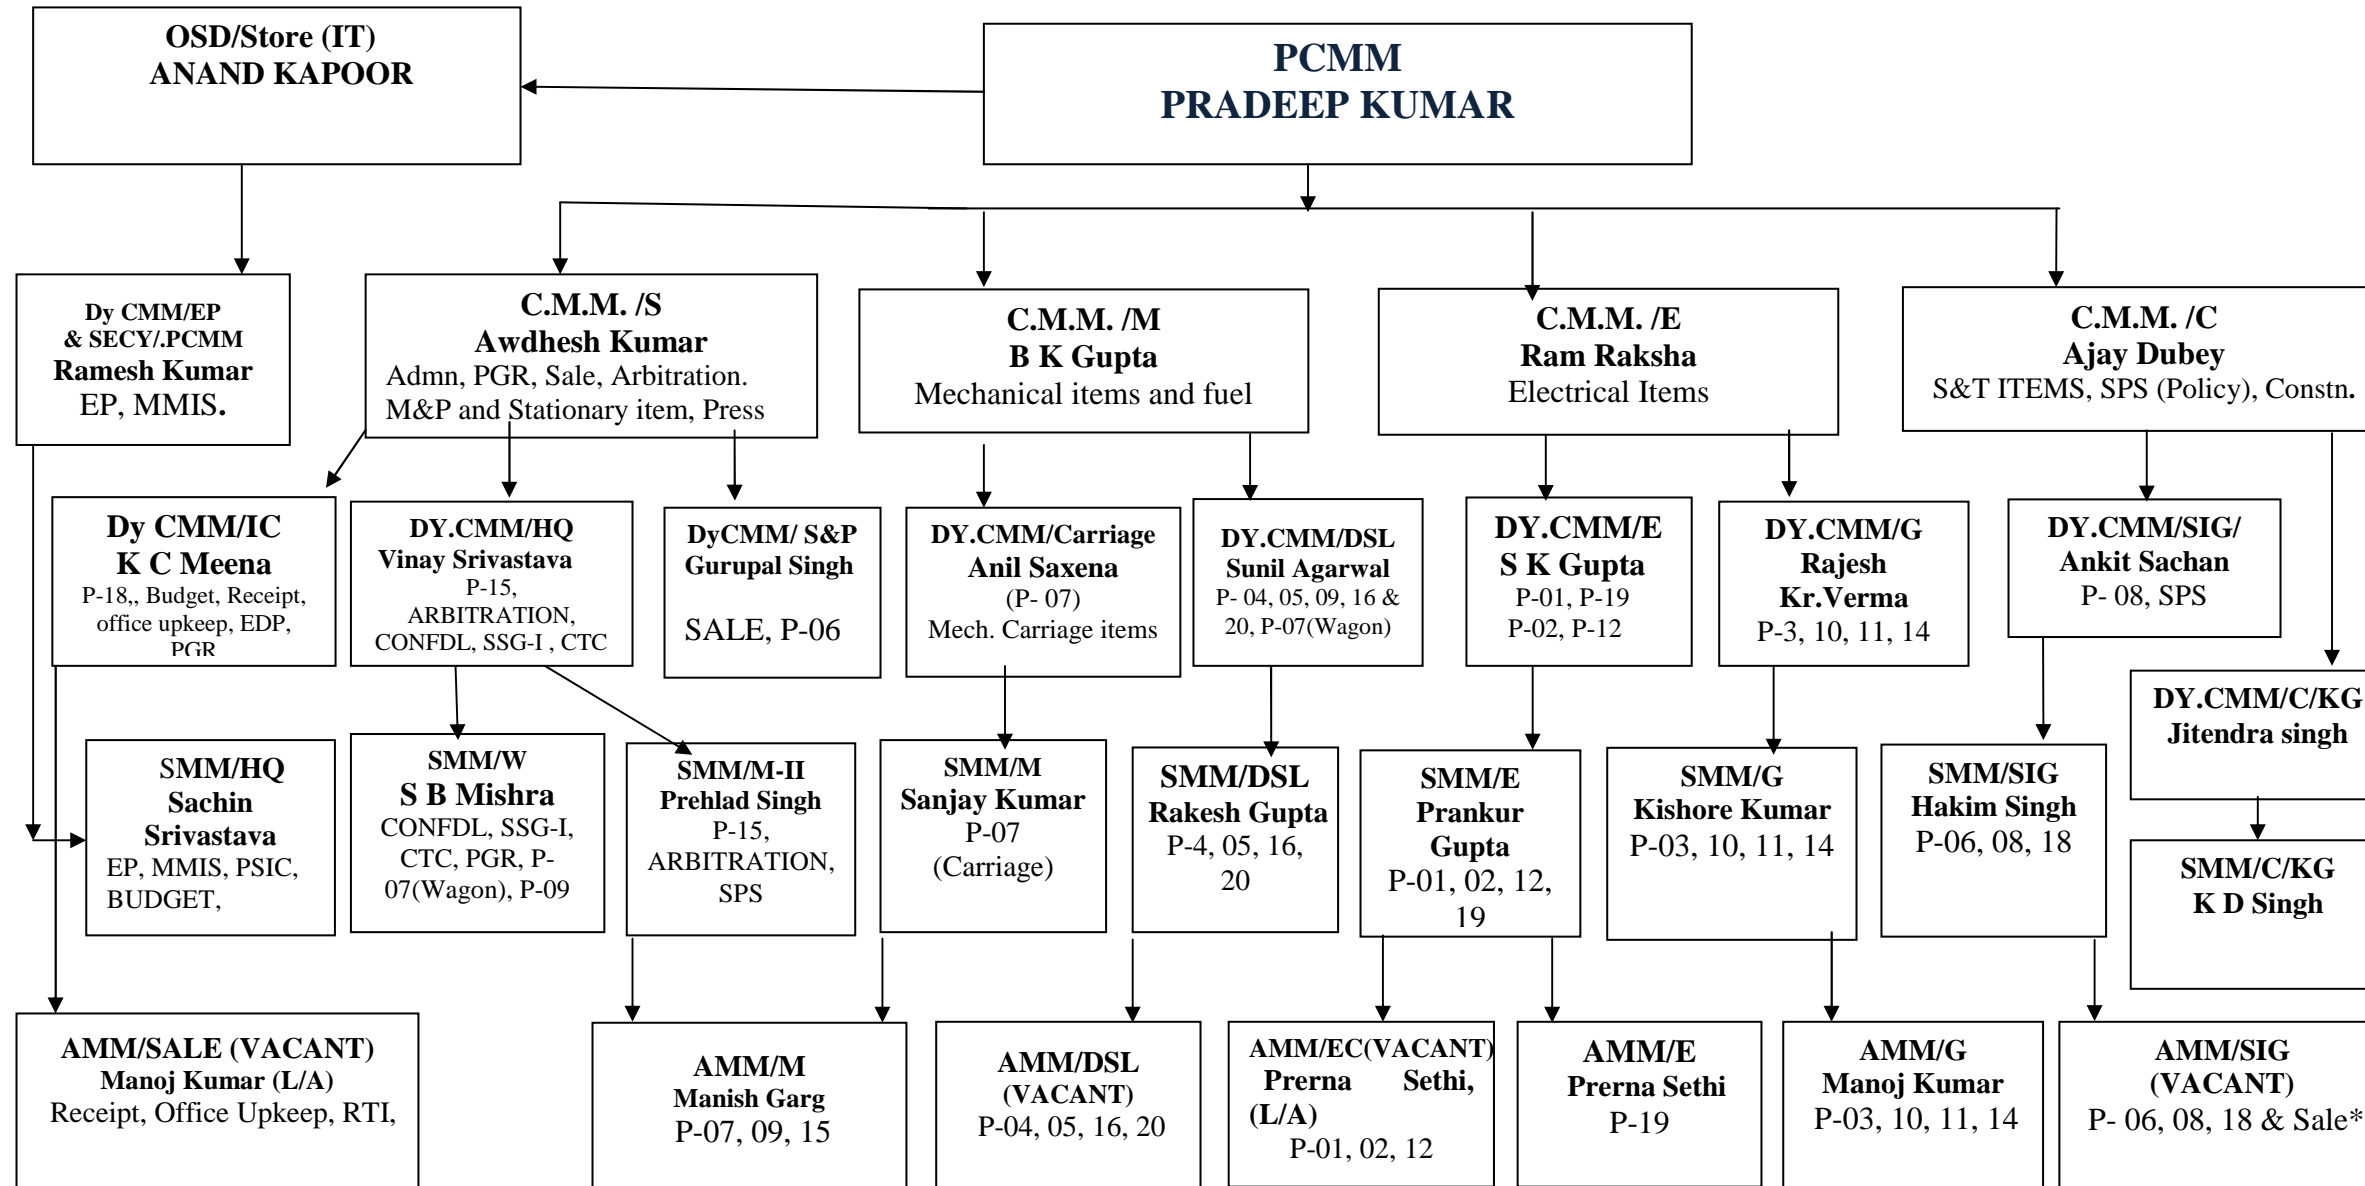 OSD/Store (IT)
ANAND KAPOOR
PCMM
PRADEEP KUMAR
Dy CMM/EP
& SECY/.PCMM
Ramesh Kumar
EP, MMIS.
C.M.M. /S
Awdhesh Kumar
Admn, PGR, Sale, Arbitration.
M&P and Stationary item, Press
C.M.M. /M
B K Gupta
Mechanical items and fuel
C.M.M. /E
Ram Raksha
Electrical Items
C.M.M. /C
Ajay Dubey
S&T ITEMS, SPS (Policy), Constn.
Dy CMM/IC
K C Meena
P-18,, Budget, Receipt,
office upkeep, EDP,
PGR
DY.CMM/HQ
Vinay Srivastava
P-15,
ARBITRATION,
CONFDL, SSG-I , CTC
DyCMM/ S&P
Gurupal Singh
SALE, P-06
DY.CMM/Carriage
Anil Saxena
(P- 07)
Mech. Carriage items
DY.CMM/DSL
Sunil Agarwal
P- 04, 05, 09, 16 &
20, P-07(Wagon)
DY.CMM/E
S K Gupta
P-01, P-19
P-02, P-12
DY.CMM/G
Rajesh
Kr.Verma
P-3, 10, 11, 14
DY.CMM/SIG/
Ankit Sachan
P- 08, SPS
DY.CMM/C/KG
Jitendra singh
SMM/HQ
Sachin
Srivastava
EP, MMIS, PSIC,
BUDGET,
SMM/W
S B Mishra
CONFDL, SSG-I,
CTC, PGR, P-
07(Wagon), P-09
SMM/M-II
Prehlad Singh
P-15,
ARBITRATION,
SPS
SMM/M
Sanjay Kumar
P-07
(Carriage)
SMM/DSL
Rakesh Gupta
P-4, 05, 16,
20
SMM/E
Prankur
Gupta
P-01, 02, 12,
19
SMM/G
Kishore Kumar
P-03, 10, 11, 14
SMM/SIG
Hakim Singh
P-06, 08, 18
SMM/C/KG
K D Singh
AMM/SALE (VACANT)
Manoj Kumar (L/A)
Receipt, Office Upkeep, RTI,
AMM/M
Manish Garg
P-07, 09, 15
AMM/DSL
(VACANT)
P-04, 05, 16, 20
AMM/EC(VACANT)
Prerna Sethi,
(L/A)
P-01, 02, 12
AMM/E
Prerna Sethi
P-19
AMM/G
Manoj Kumar
P-03, 10, 11, 14
AMM/SIG
(VACANT)
P- 06, 08, 18 & Sale*